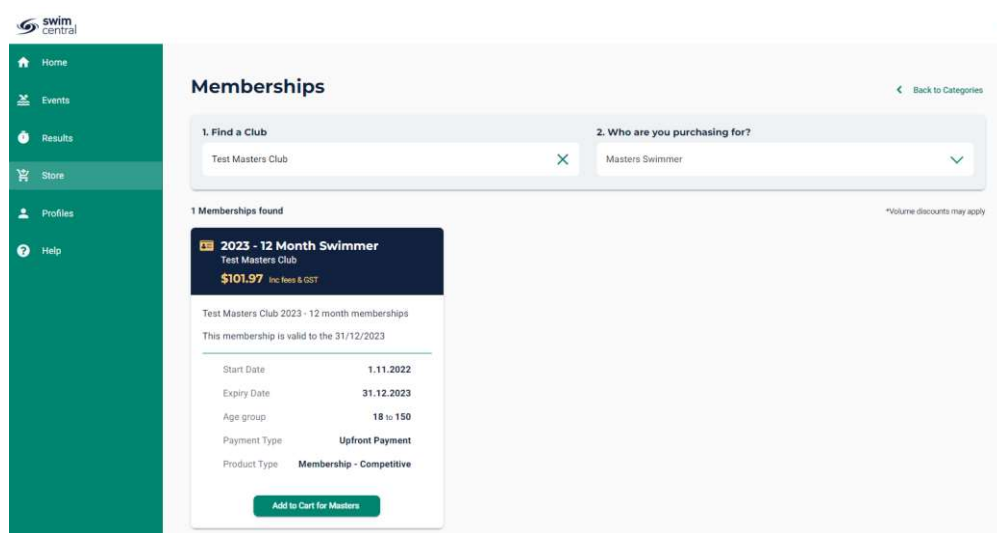 swim
central
Home
Events
Results
Store
Profiles
Help
Memberships
Back to Categories
1. Find a Club
2. Who are you purchasing for?
Test Masters Club
Masters Swimmer
1 Memberships found
*Volume discounts may apply
2023 - 12 Month Swimmer
Test Masters Club
$101.97 Inc fees & GST
Test Masters Club 2023 - 12 month memberships
This membership is valid to the 31/12/2023
Start Date 1.11.2022
Expiry Date 31.12.2023
Age group 18 to 150
Payment Type Upfront Payment
Product Type Membership - Competitive
Add to Cart for Masters